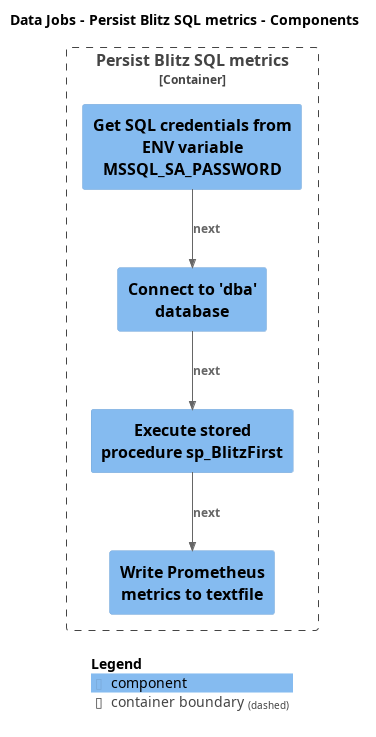 Data Jobs - Persist Blitz SQL metrics - Components
Persist Blitz SQL metrics
[Container]
Get SQL credentials from
ENV variable
MSSQL_SA_PASSWORD
next
Connect to 'dba'
database
next
Execute stored
procedure sp_BlitzFirst
next
Write Prometheus
metrics to textfile
Legend
component
container boundary (dashed)